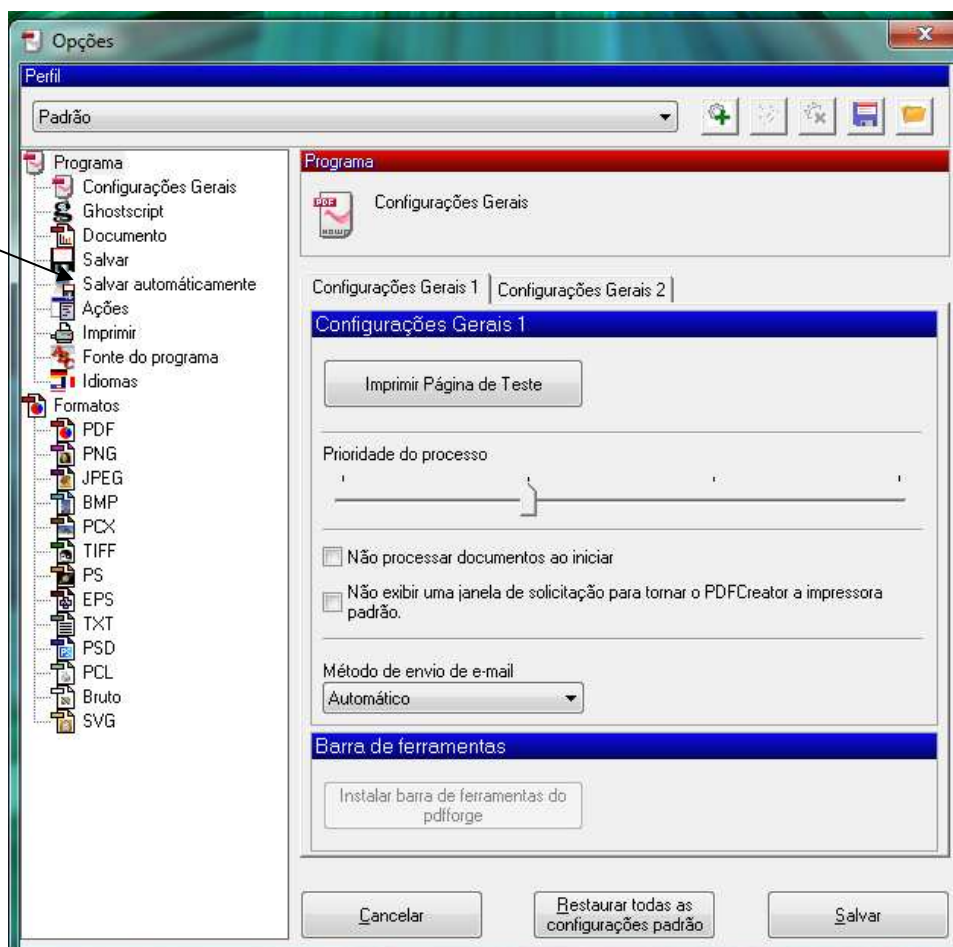 Opções
Perfil
Padrão
Programa
Configurações Gerais
Ghostscript
Documento
Salvar
Salvar automáticamente
Ações
Imprimir
Fonte do programa
Idiomas
Formatos
PDF
PNG
JPEG
BMP
PCX
TIFF
PS
EPS
TXT
PSD
PCL
Bruto
SVG
Programa
PDF
Configurações Gerais
Configurações Gerais 1
Configurações Gerais 2
Configurações Gerais 1
Imprimir Página de Teste
Prioridade do processo
Não processar documentos ao iniciar
Não exibir uma janela de solicitação para tornar o PDFCreator a impressora
padrão.
Método de envio de e-mail
Automático
Barra de ferramentas
Instalar barra de ferramentas do
pdfforge
Cancelar
Restaurar todas as
configurações padrão
Salvar